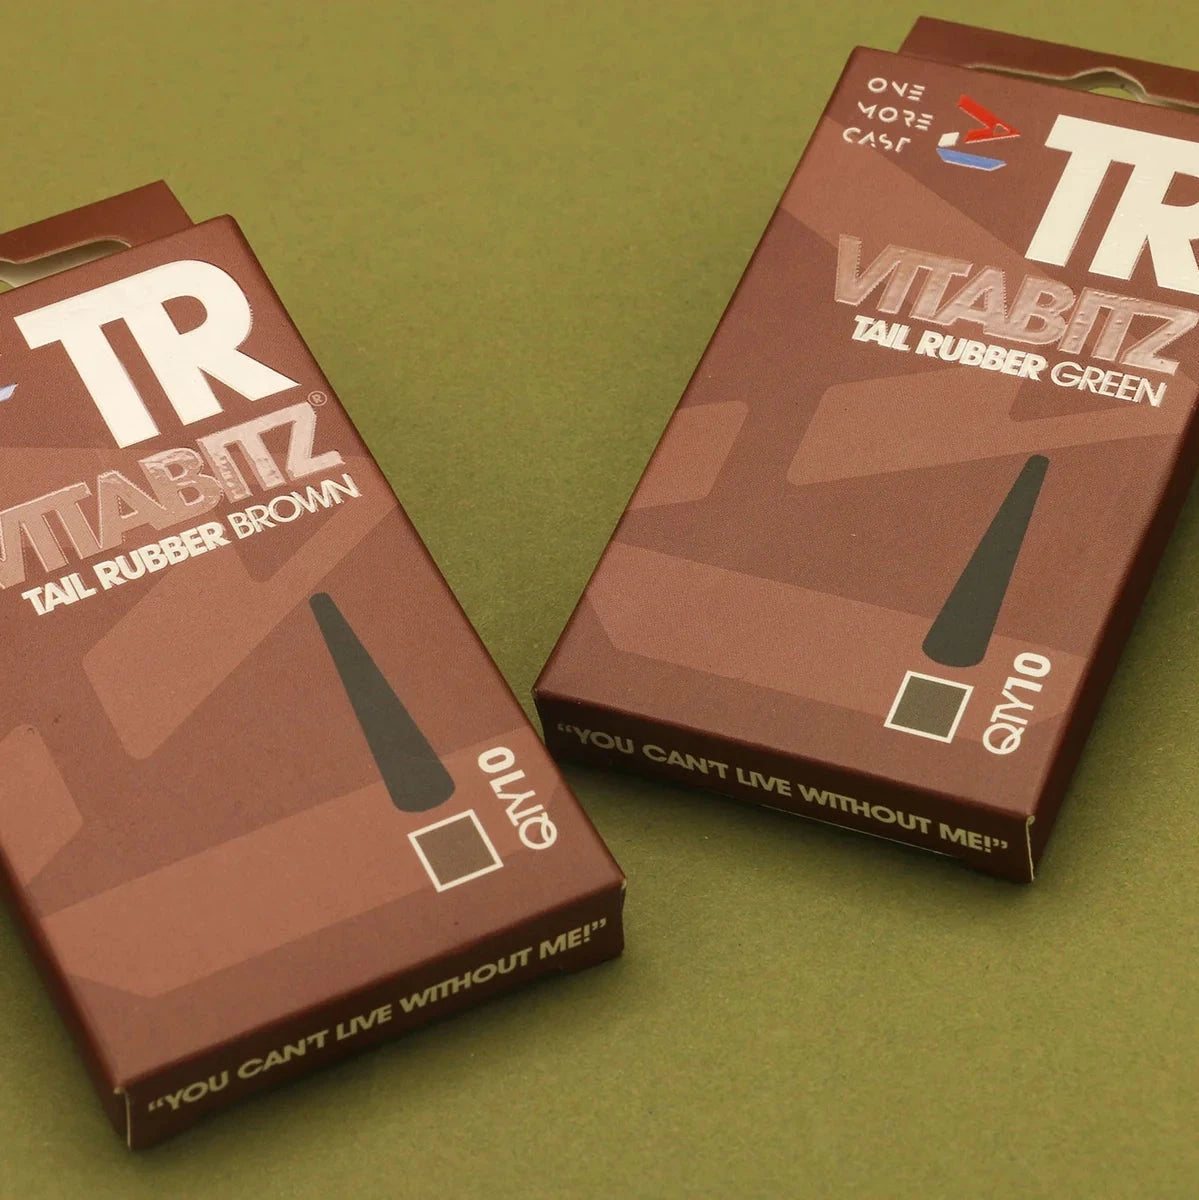 TR
VITABITZ®
TAIL RUBBER BROWN
QTY10
"YOU CAN'T LIVE WITHOUT ME!"
ONE
MORE
CAST
TR
VITABITZ
TAIL RUBBER GREEN
QTY10
"YOU CAN'T LIVE WITHOUT ME!"